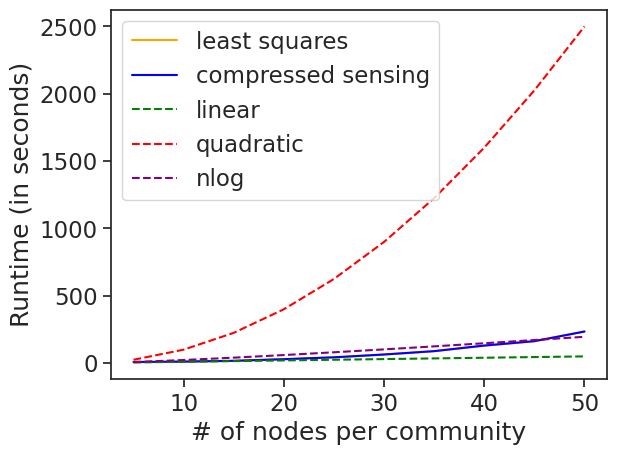 least squares
compressed sensing
linear
quadratic
nlog
Runtime (in seconds)
2500
2000
1500
1000
500
0
10 20 30 40 50
# of nodes per community